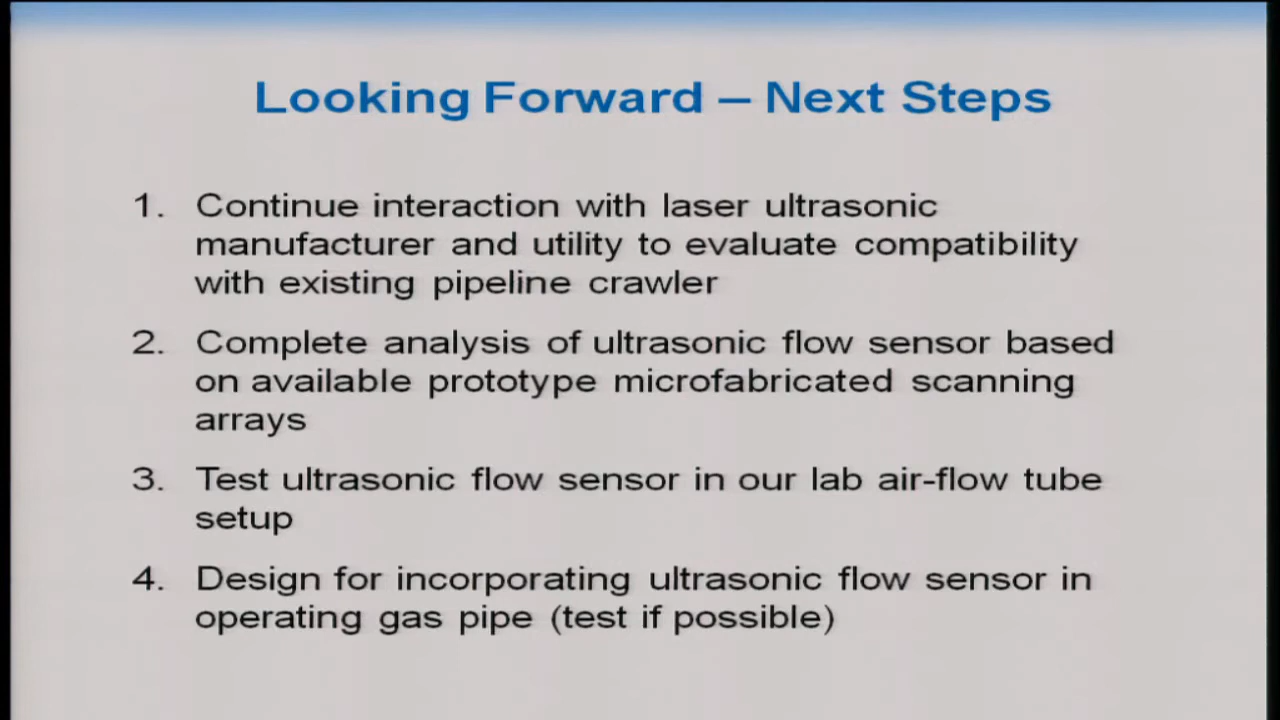 Looking Forward – Next Steps
1. Continue interaction with laser ultrasonic
manufacturer and utility to evaluate compatibility
with existing pipeline crawler
2. Complete analysis of ultrasonic flow sensor based
on available prototype microfabricated scanning
arrays
3. Test ultrasonic flow sensor in our lab air-flow tube
setup
4. Design for incorporating ultrasonic flow sensor in
operating gas pipe (test if possible)